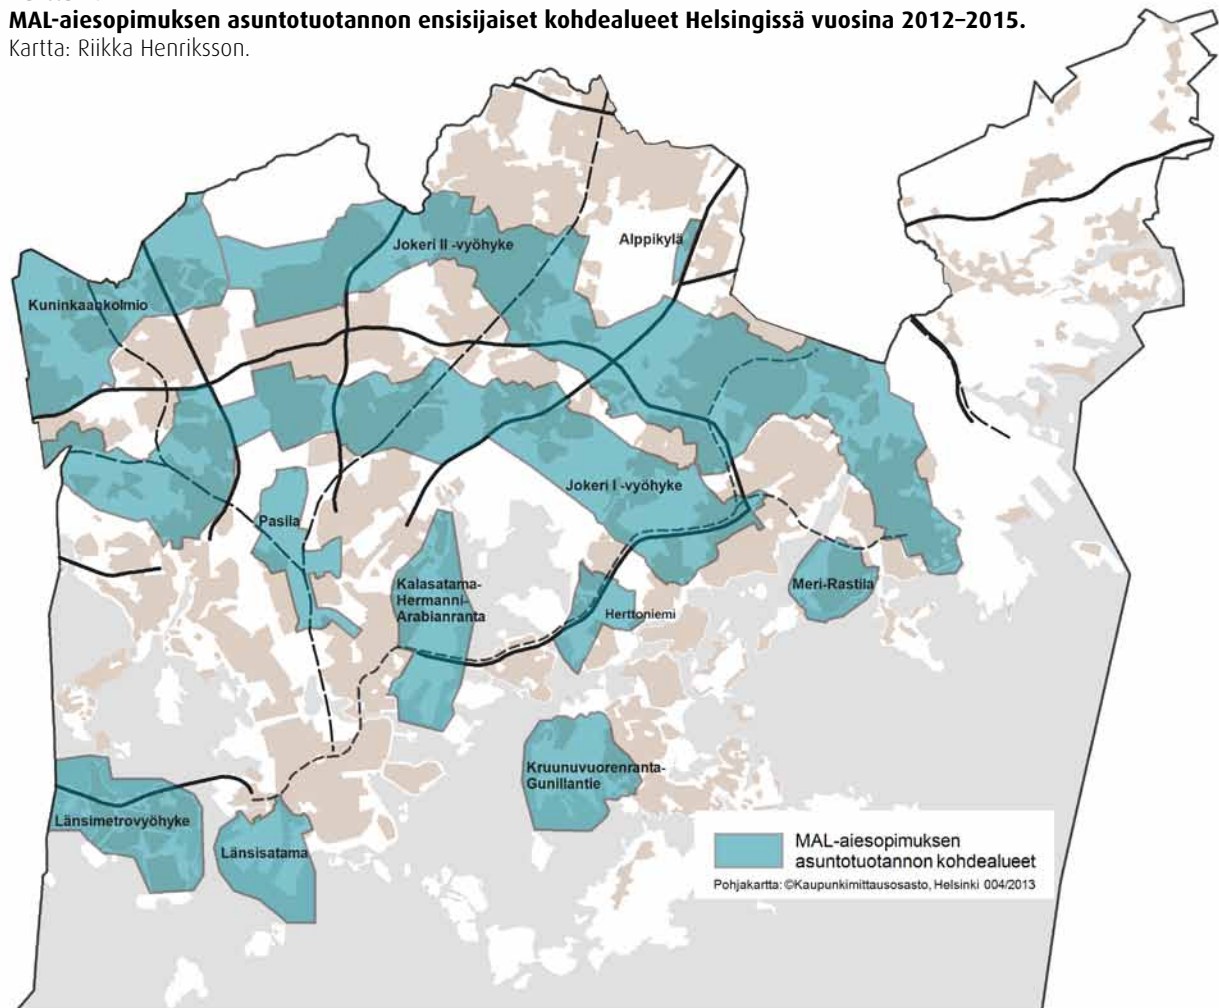 MAL-aiesopimuksen asuntotuotannon ensisijaiset kohdealueet Helsingissä vuosina 2012–2015.
Kartta: Riikka Henriksson.
Jokeri II -vyöhyke
Alppikylä
Kuninkaankolmio
Jokeri I -vyöhyke
Pasila
Kalasatama-
Hermanni-
Arabianranta
Herttoniemi
Meri-Rastila
Kruunuvuorenranta-
Gunillantie
Länsimetrovyöhyke
Länsisatama
MAL-aiesopimuksen
asuntotuotannon kohdealueet
Pohjakartta: ©Kaupunkimittausosasto, Helsinki 004/2013